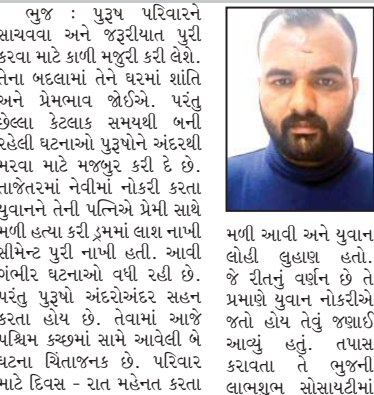 ભુજ : પુરૂષ પરિવારને
સાચવવા અને જરૂરીયાત પુરી
કરવા માટે કાળી મજુરી કરી લેશે.
તેના બદલામાં તેને ઘરમાં શાંતિ
અને પ્રેમભાવ જોઈએ. પરંતુ
છેલ્લા કેટલાક સમયથી બની
રહેલી ઘટનાઓ પુરૂષોને અંદરથી
મરવા માટે મજબુર કરી દે છે.
તાજેતરમાં નેવીમાં નોકરી કરતા
યુવાનને તેની પત્નિએ પ્રેમી સાથે
મળી હત્યા કરી ડ્રમમાં લાશ નાખી
સીમેન્ટ પુરી નાખી હતી. આવી
ગંભીર ઘટનાઓ વધી રહી છે.
પરંતુ પુરૂષો અંદરોઅંદર સહન
કરતા હોય છે. તેવામાં આજે
પશ્ચિમ કચ્છમાં સામે આવેલી બે
ઘટના ચિંતાજનક છે. પરિવાર
માટે દિવસ - રાત મહેનત કરતા
મળી આવી અને યુવાન
લોહી લુહાણ હતો.
જે રીતનું વર્ણન છે તે
પ્રમાણે યુવાન નોકરીએ
જતો હોય તેવું જણાઈ
આવ્યું હતું. તપાસ
કરાવતા તે ભુજની
લાભશુભ સોસાયટીમાં